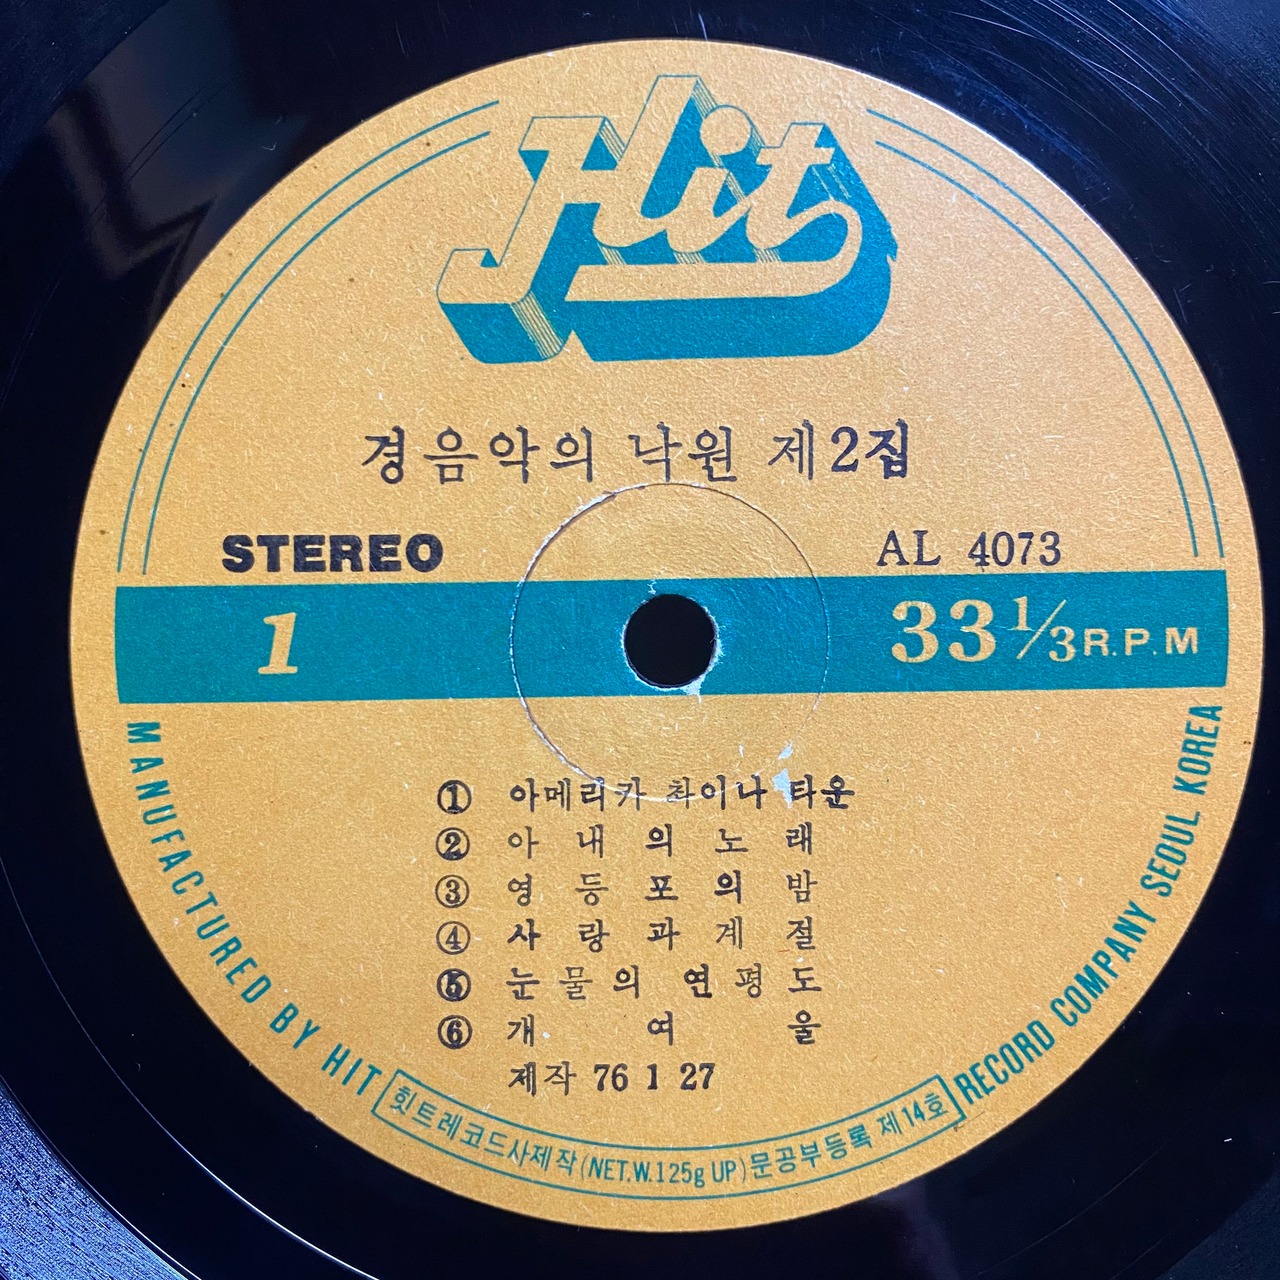 Hit
경음악의 낙원 제2집
STEREO
AL 4073
1
33 1/3 R.P.M
① 아메리카 촤이나 타운
② 아내의 노래
③ 영등포의 밤
④ 사랑과 계절
⑤ 눈물의 연평도
⑥ 개여울
제작 76 1 27
MANUFACTURED BY HIT RECORD COMPANY SEOUL KOREA
힛트레코드사제작(NET.W.125g UP)문공부등록 제14호